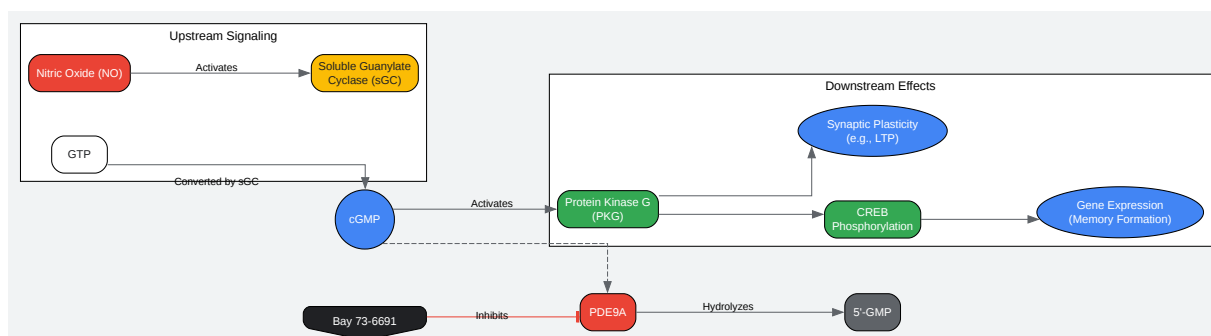 Upstream Signaling
Nitric Oxide (NO)
Activates
Soluble Guanylate
Cyclase (sGC)
GTP
Converted by sGC
cGMP
Activates
Downstream Effects
Synaptic Plasticity
(e.g., LTP)
Protein Kinase G
(PKG)
CREB
Phosphorylation
Gene Expression
(Memory Formation)
Bay 73-6691
Inhibits
PDE9A
Hydrolyzes
5'-GMP